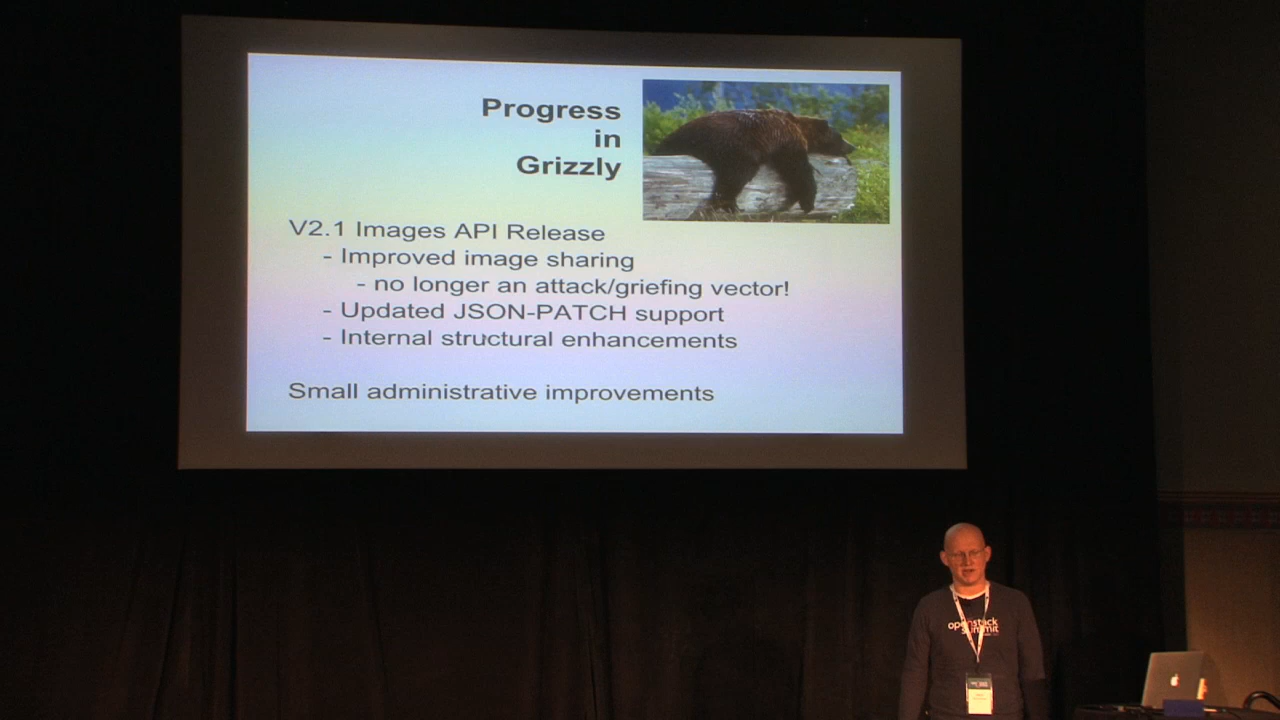 Progress
in
Grizzly
V2.1 Images API Release
- Improved image sharing
- no longer an attack/griefing vector!
- Updated JSON-PATCH support
- Internal structural enhancements
Small administrative improvements
openstack
summit